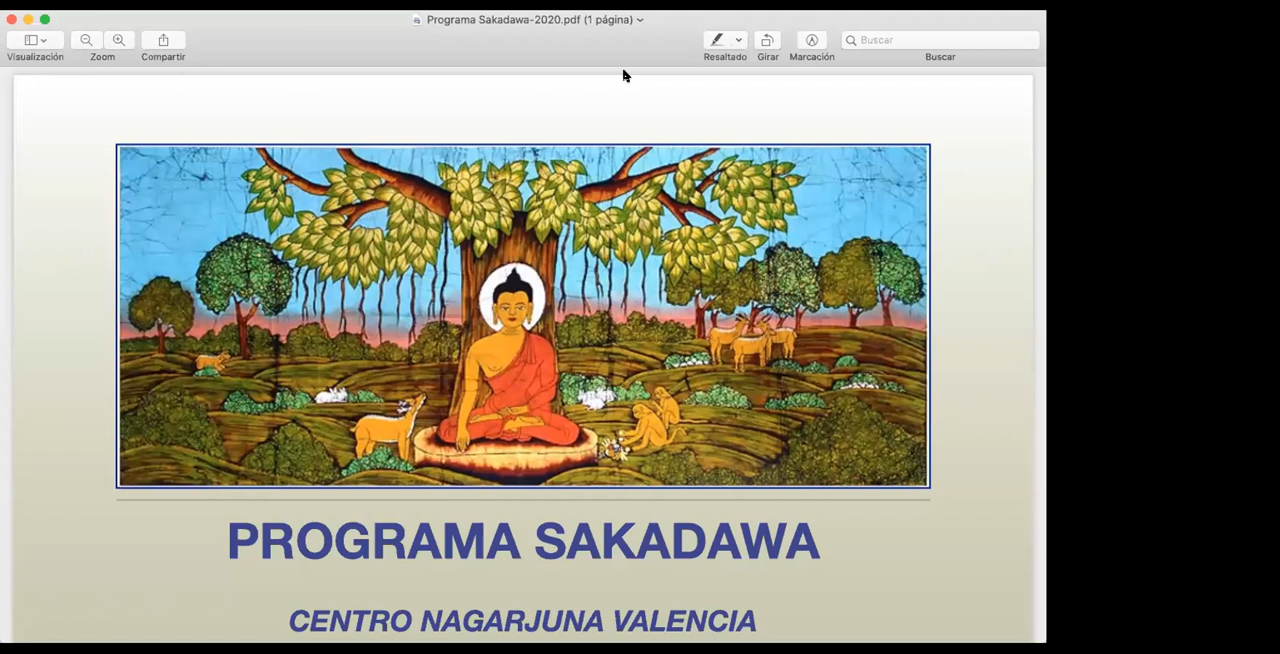 Programa Sakadawa-2020.pdf (1 página)
Visualización
Zoom
Compartir
Resaltado
Girar
Marcación
Buscar
Buscar
PROGRAMA SAKADAWA
CENTRO NAGARJUNA VALENCIA